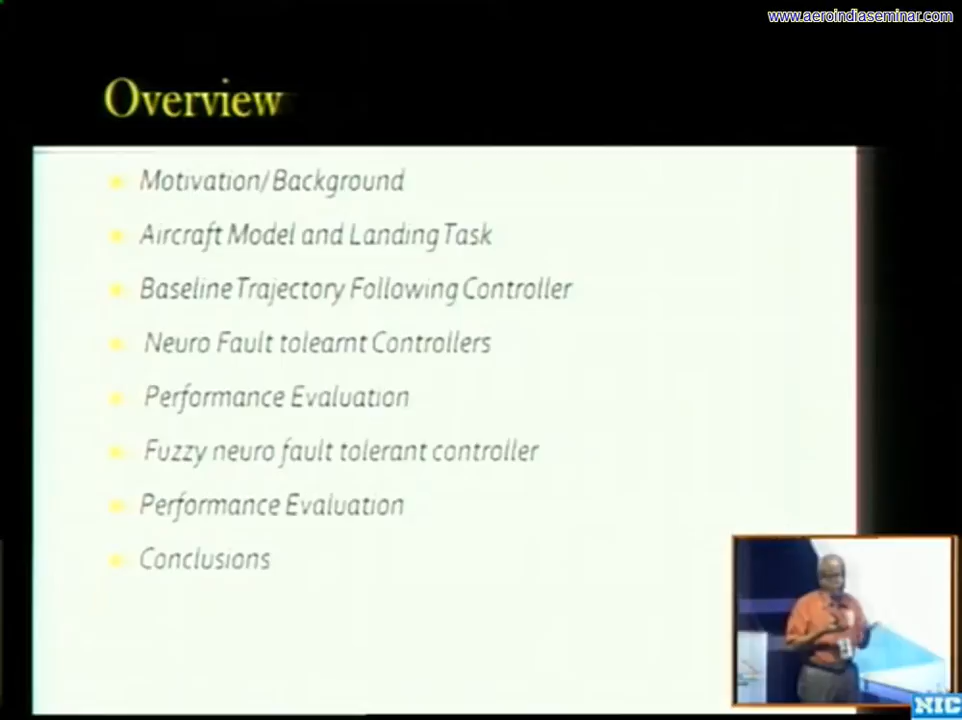 www.aeroindiaseminar.com
Overview
Motivation/Background
Aircraft Model and Landing Task
Baseline Trajectory Following Controller
Neuro Fault tolearnt Controllers
Performance Evaluation
Fuzzy neuro fault tolerant controller
Performance Evaluation
Conclusions
NIC